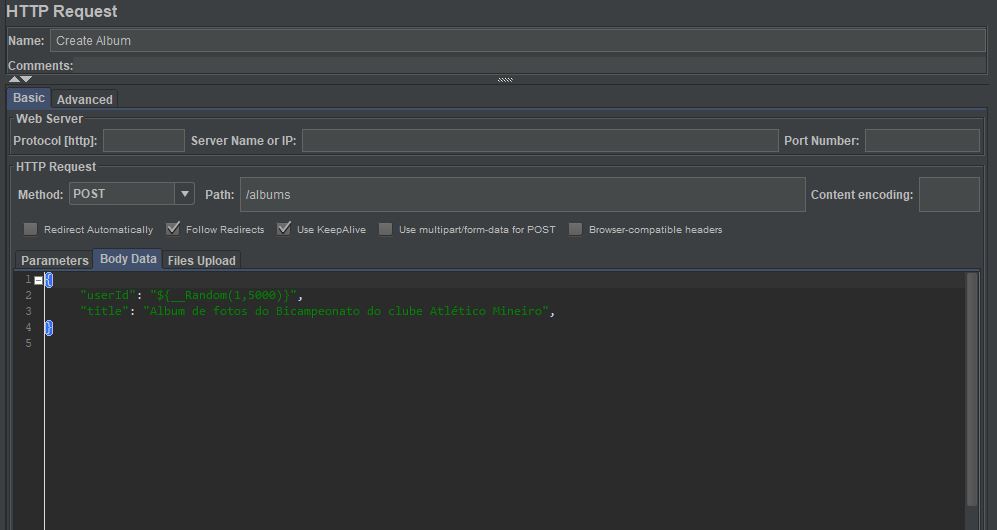 HTTP Request
Name: Create Album
Comments:
Basic Advanced
Web Server
Protocol [http]: Server Name or IP: Port Number:
HTTP Request
Method: POST Path: /albums Content encoding:
Redirect Automatically Follow Redirects Use KeepAlive Use multipart/form-data for POST Browser-compatible headers
Parameters Body Data Files Upload
1 {
2 "userId": "${__Random(1,5000)}",
3 "title": "Album de fotos do Bicampeonato do clube Atlético Mineiro",
4 }
5